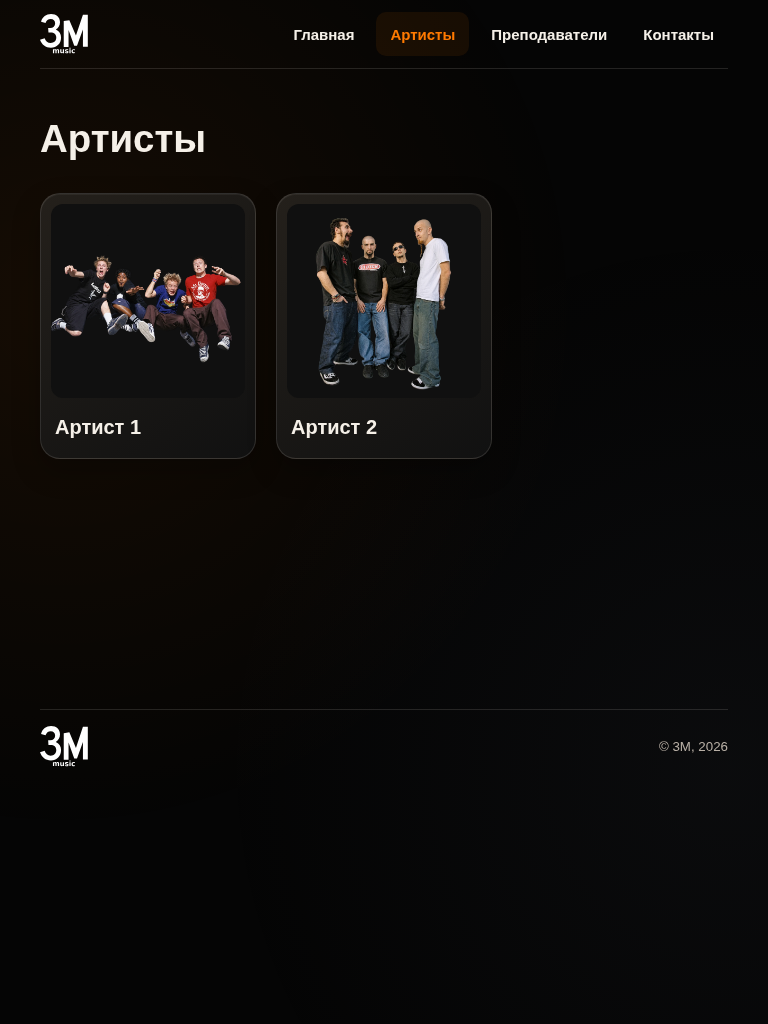 3M
music
Главная
Артисты
Преподаватели
Контакты
Артисты
Артист 1
Артист 2
3M
music
© 3M, 2026